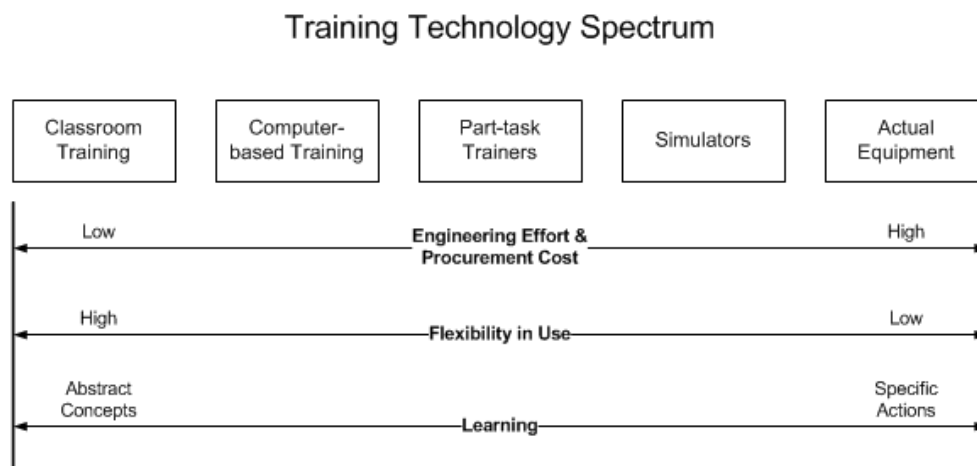 Training Technology Spectrum
Classroom
Training
Computer-
based Training
Part-task
Trainers
Simulators
Actual
Equipment
Low
Engineering Effort &
Procurement Cost
High
High
Flexibility in Use
Low
Abstract
Concepts
Learning
Specific
Actions